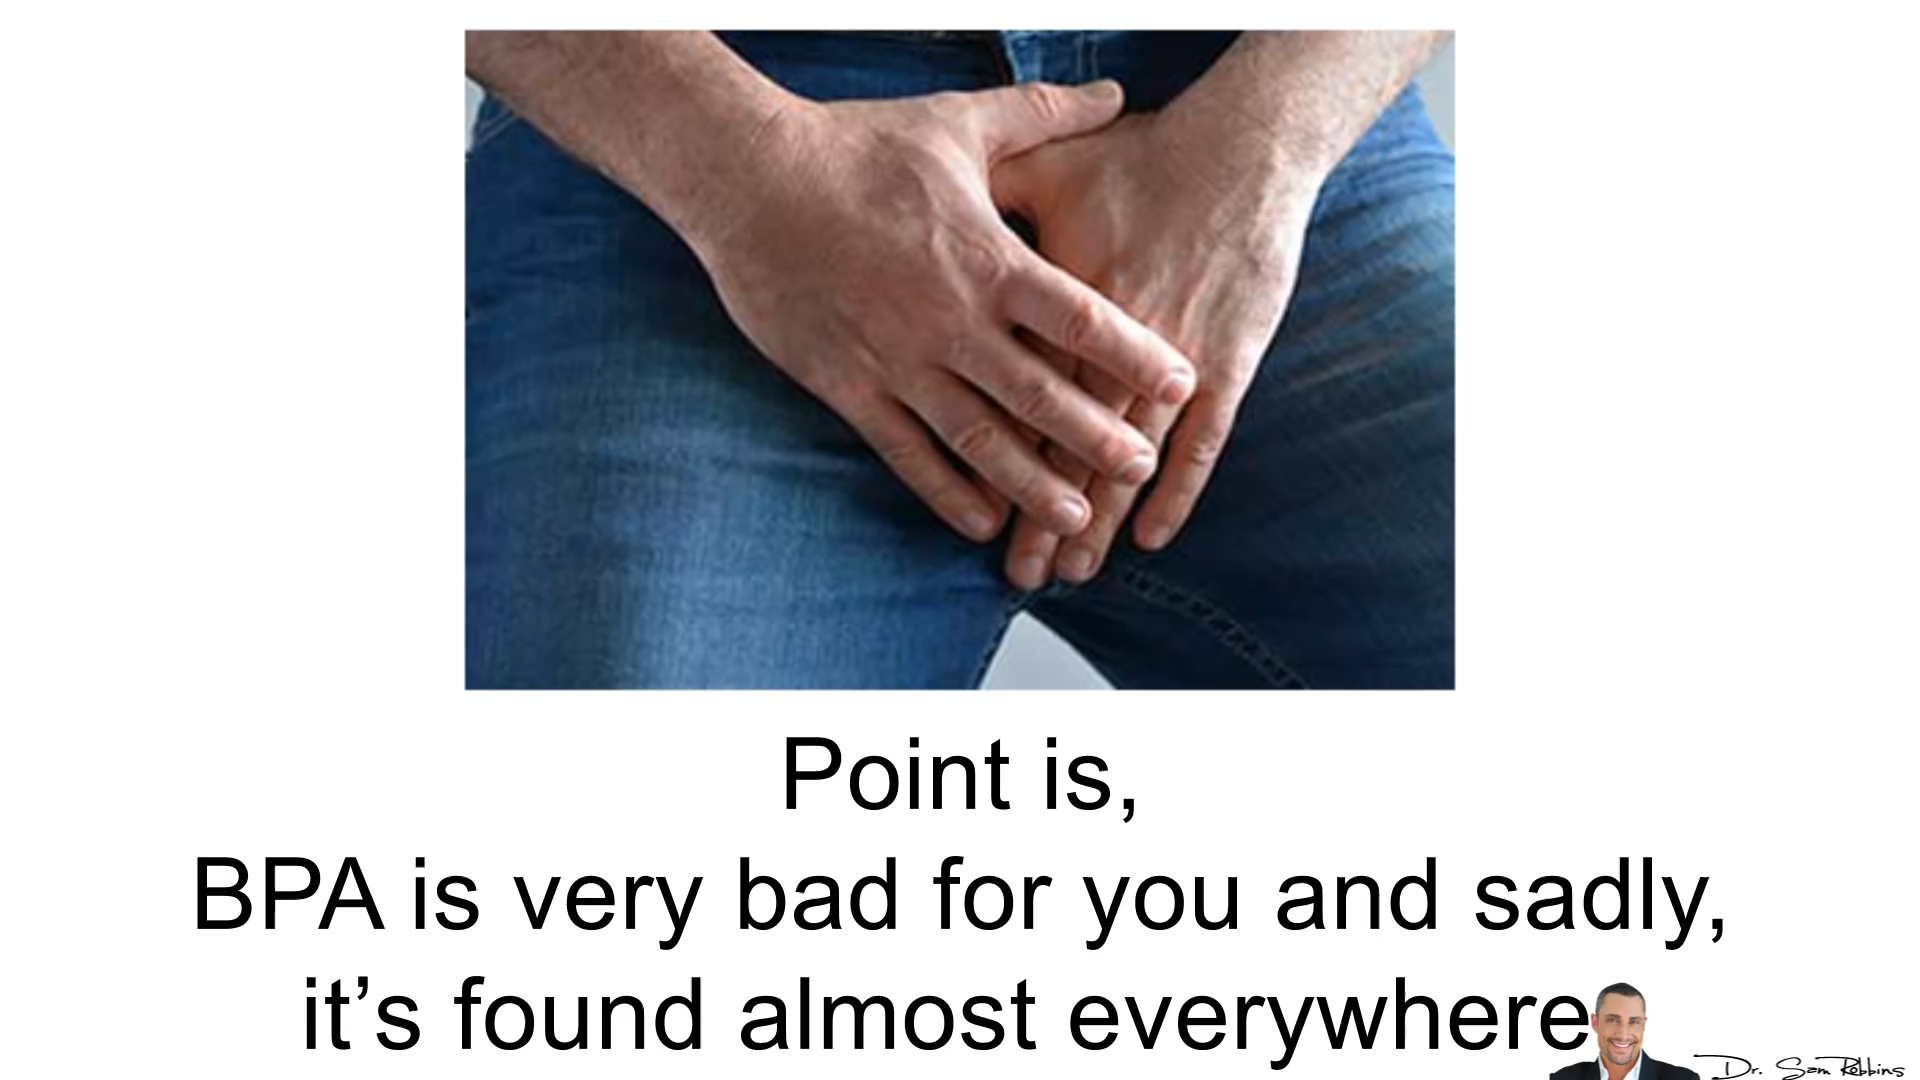 Point is,
BPA is very bad for you and sadly,
it’s found almost everywhere
Dr. Sam Robbins